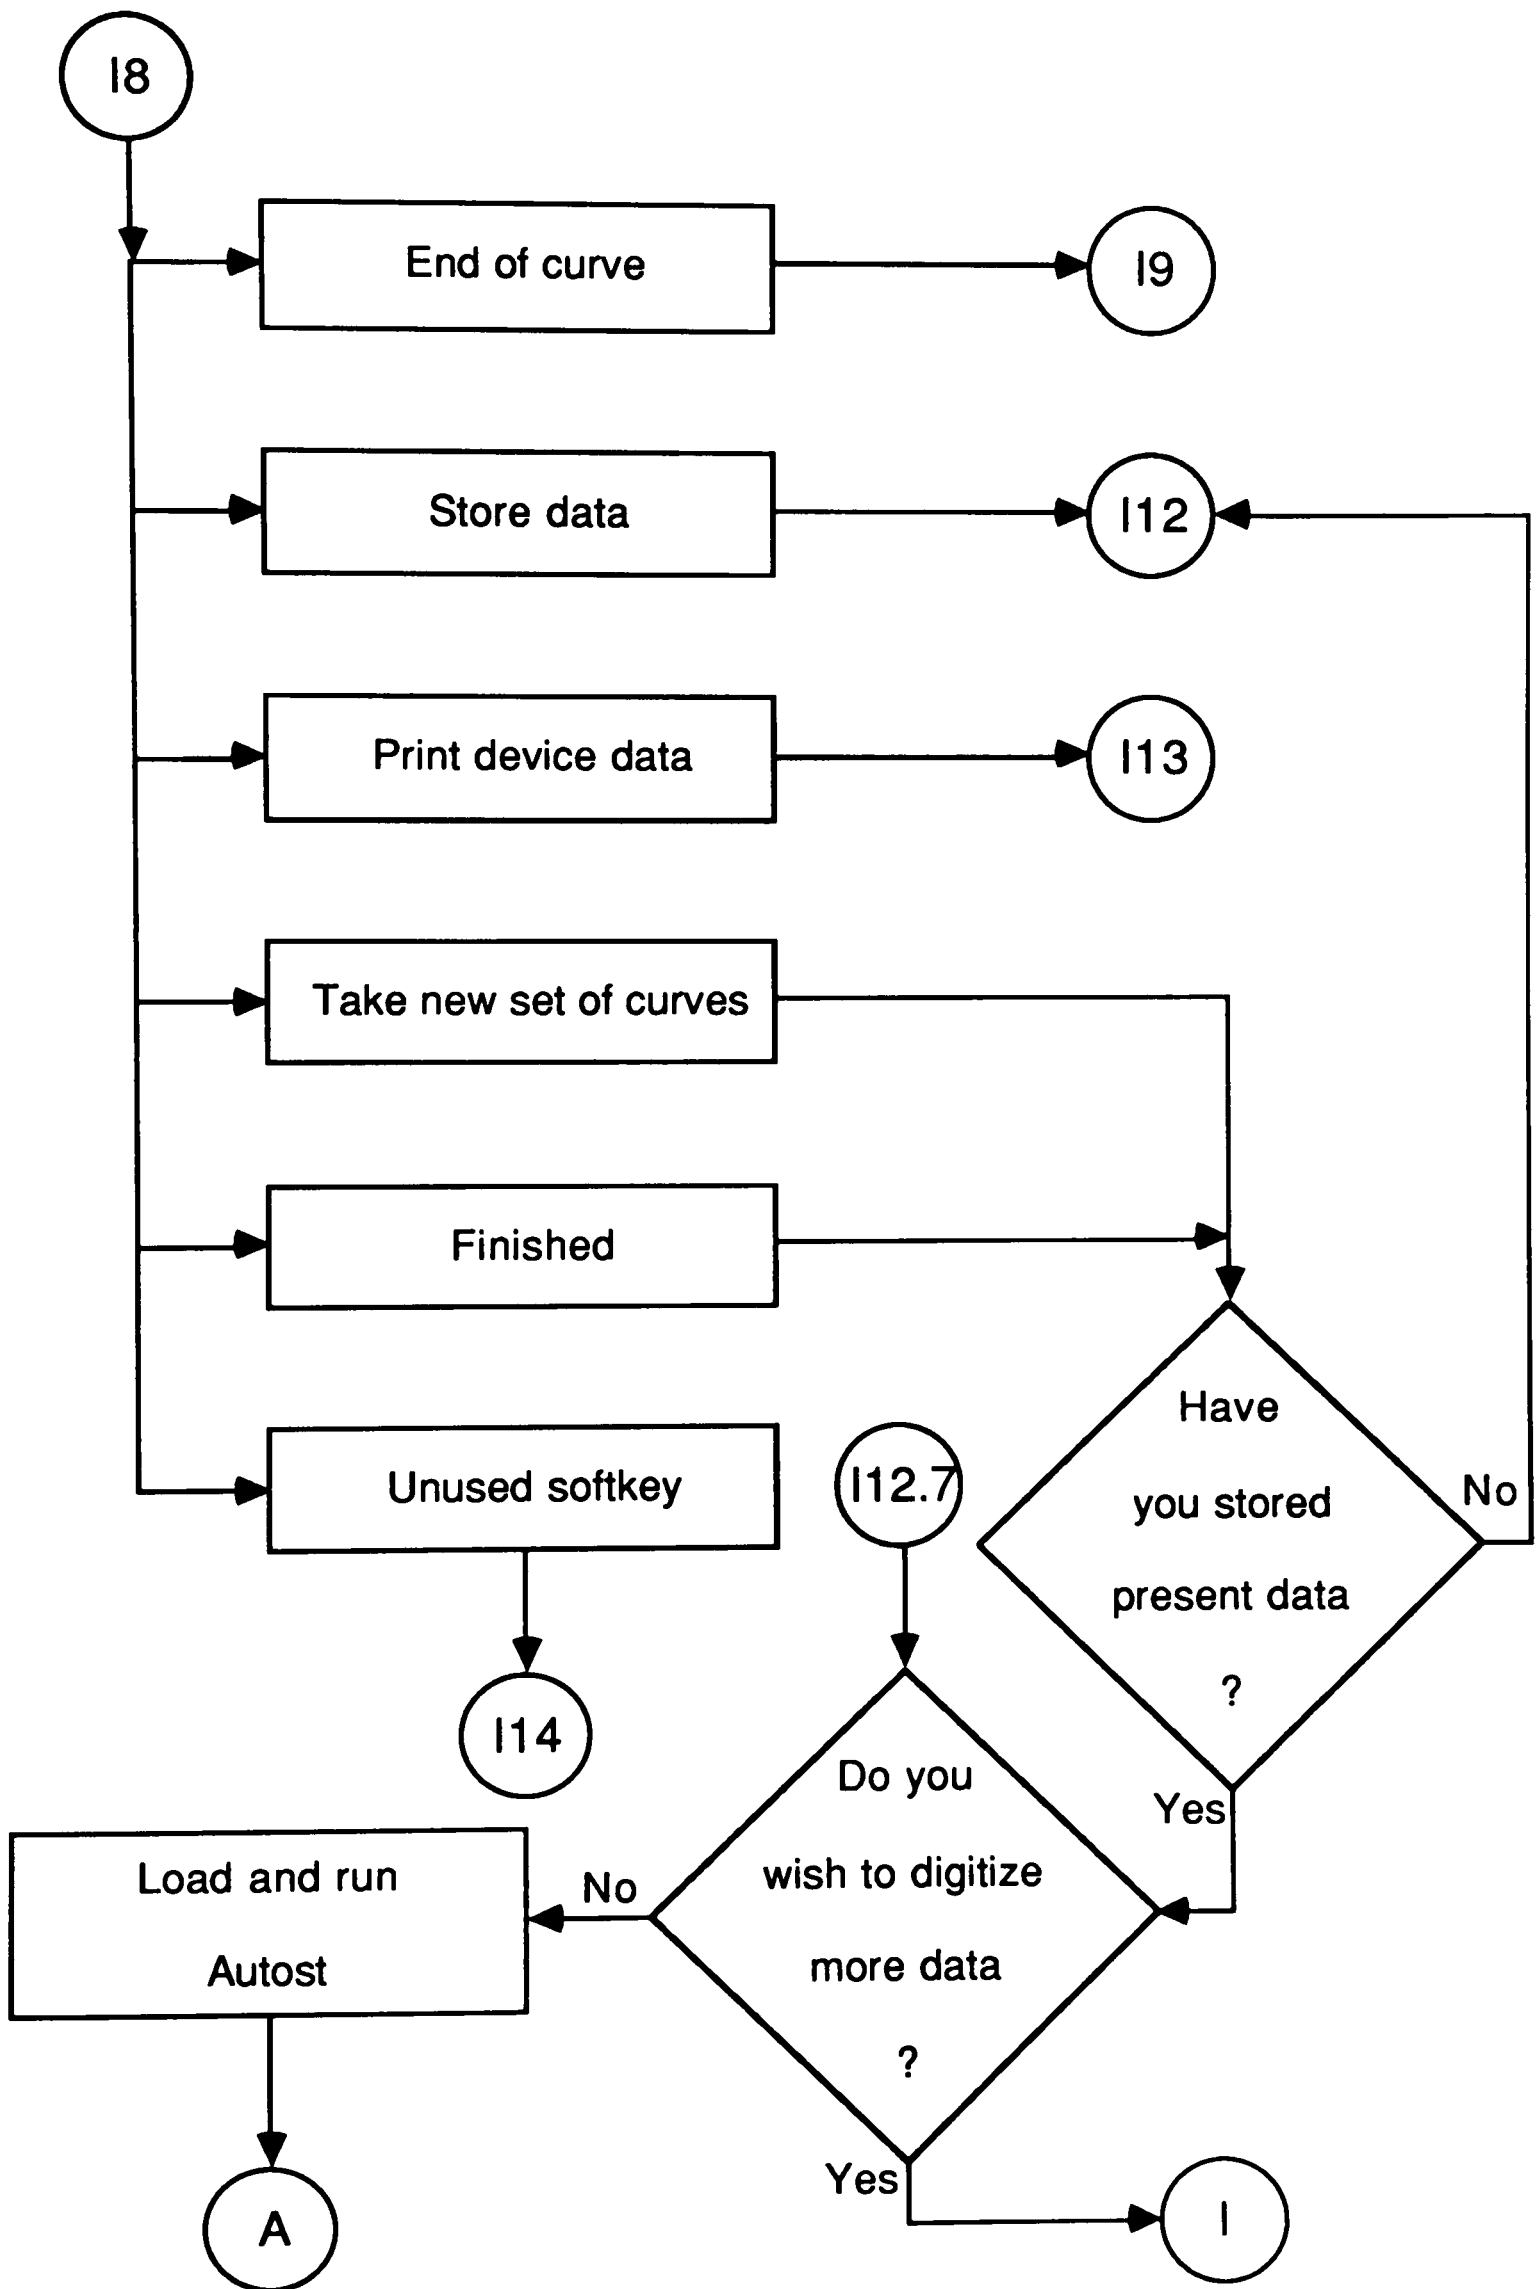 I8
End of curve
I9
Store data
I12
Print device data
I13
Take new set of curves
Finished
Have
you stored
present data
?
No
Yes
Unused softkey
I14
I12.7
Do you
wish to digitize
more data
?
No
Yes
Load and run
Autost
A
I